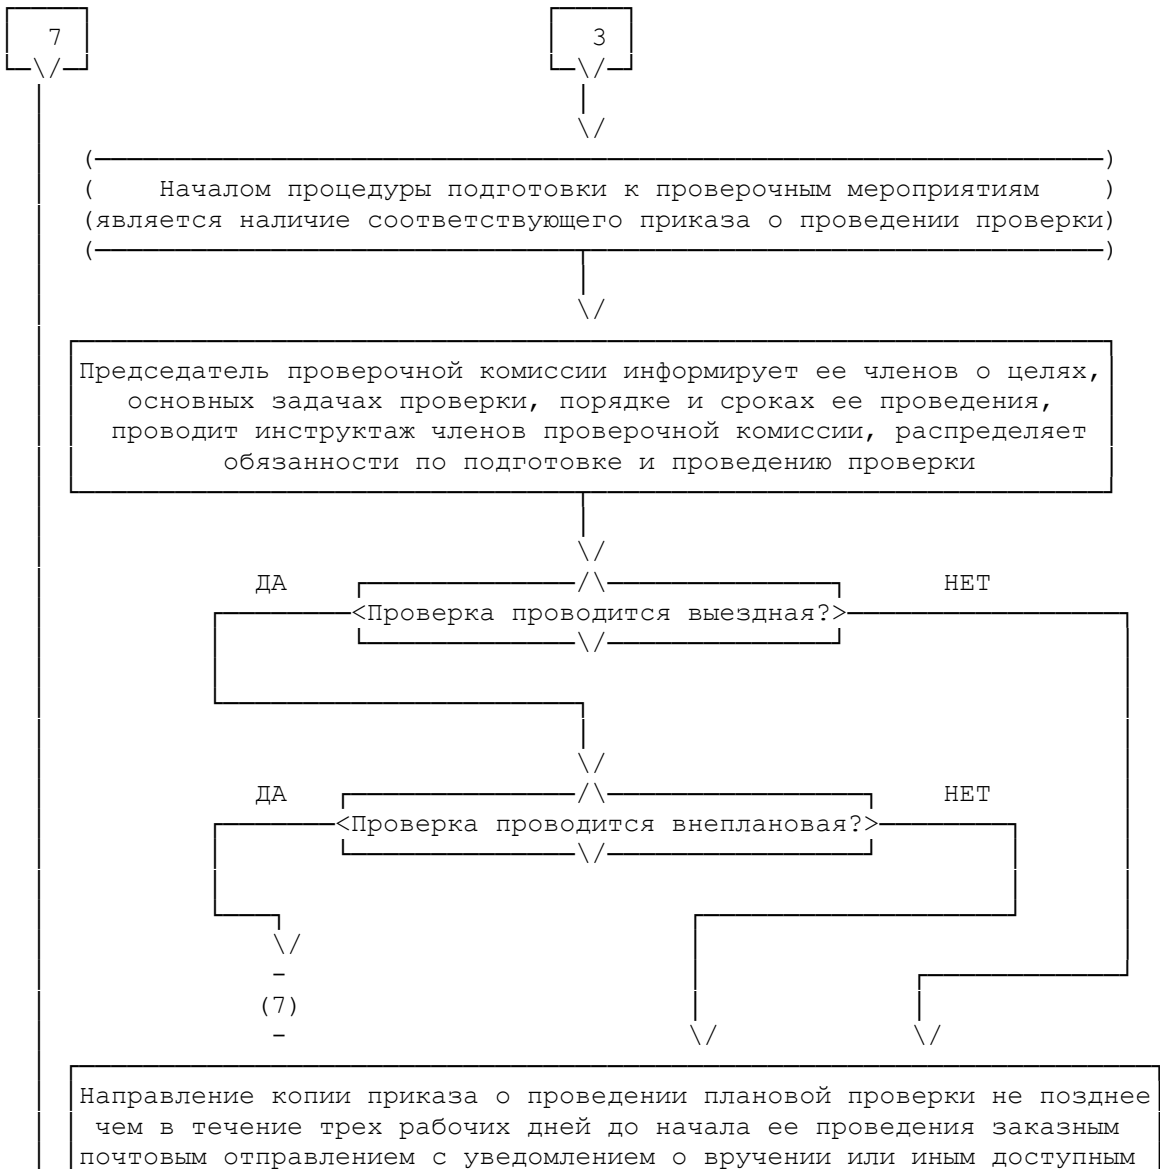 7 3
Началом процедуры подготовки к проверочным мероприятиям
(является наличие соответствующего приказа о проведении проверки)
Председатель проверочной комиссии информирует ее членов о целях,
основных задачах проверки, порядке и сроках ее проведения,
проводит инструктаж членов проверочной комиссии, распределяет
обязанности по подготовке и проведению проверки
ДА НЕТ
<Проверка проводится выездная?>
ДА НЕТ
<Проверка проводится внеплановая?>
(7)
Направление копии приказа о проведении плановой проверки не позднее
чем в течение трех рабочих дней до начала ее проведения заказным
почтовым отправлением с уведомлением о вручении или иным доступным